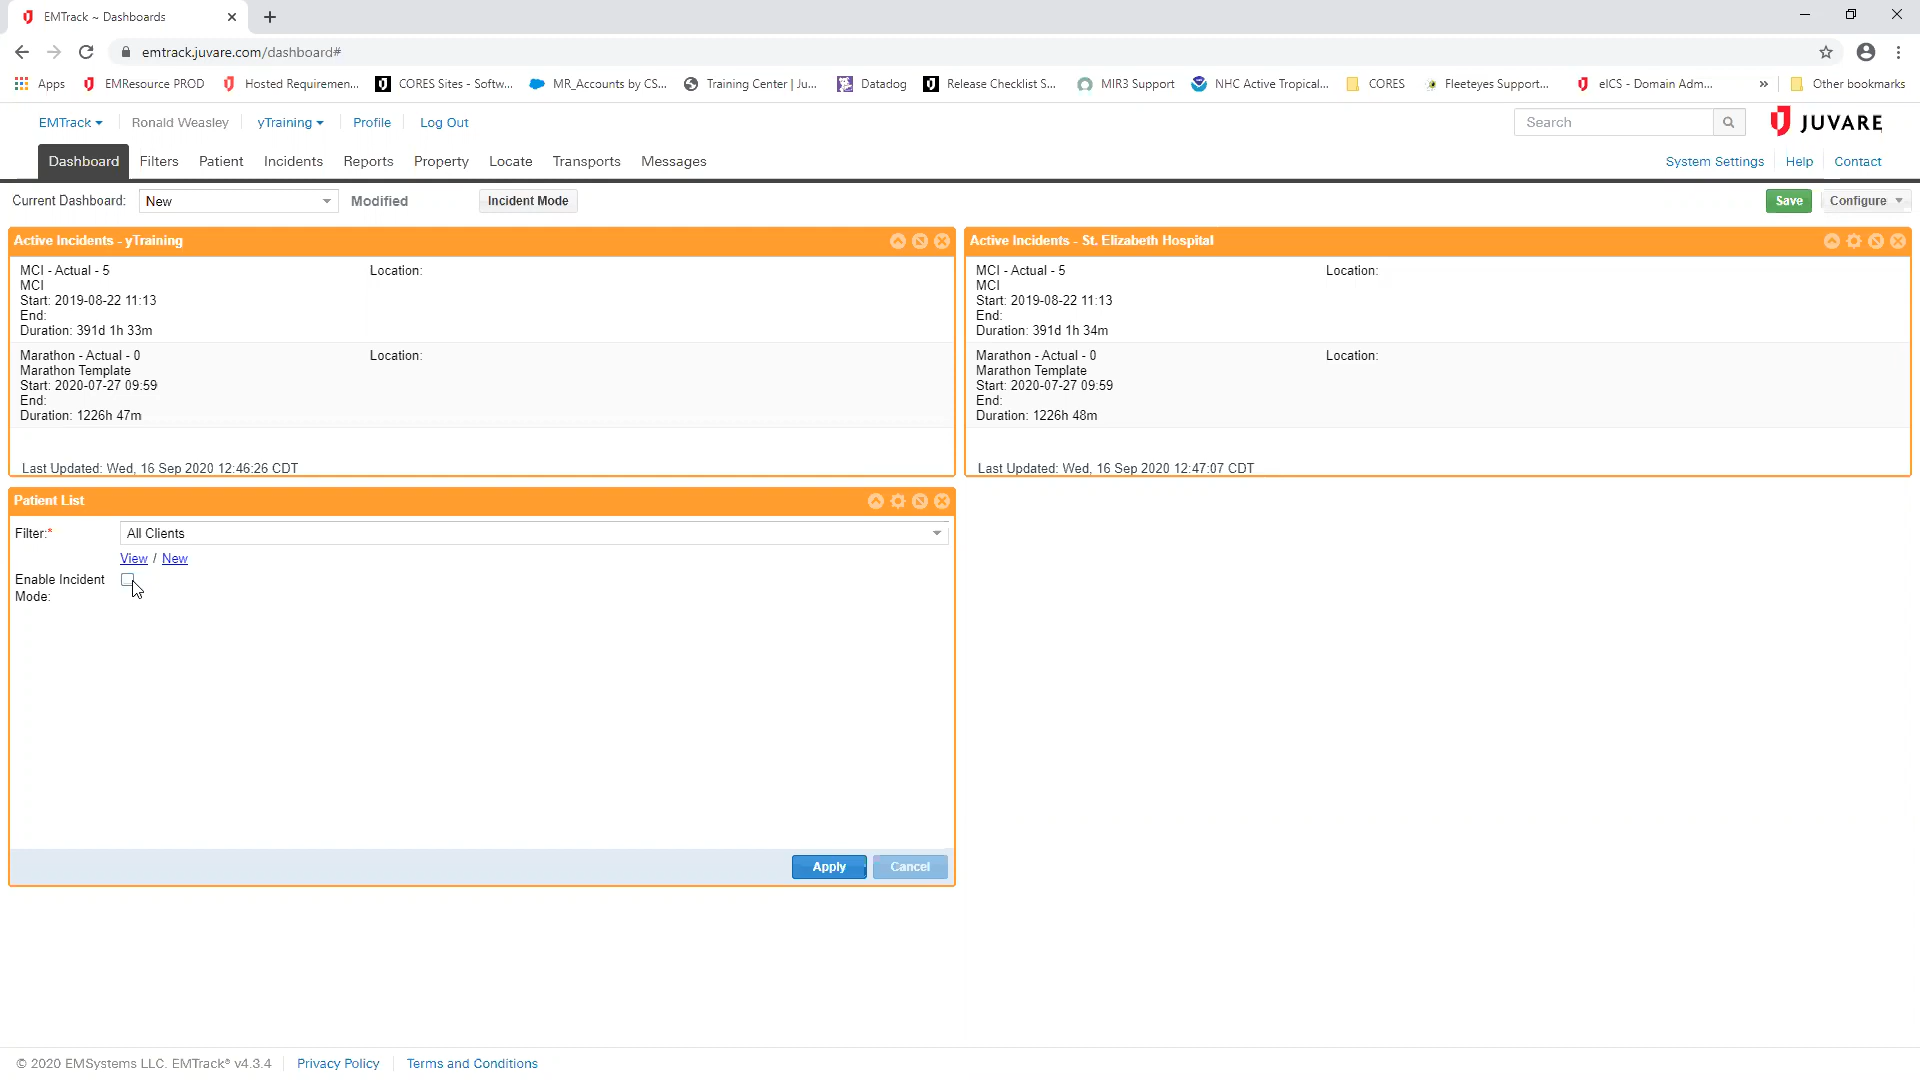 EMTrack ~ Dashboards
emtrack.juvare.com/dashboard#
Apps EMResource PROD Hosted Requiremen... CORES Sites - Softw... MR_Accounts by CS... Training Center | Ju... Datadog Release Checklist S... MIR3 Support NHC Active Tropical... CORES Fleeteyes Support... eICS - Domain Adm... » Other bookmarks
EMTrack Ronald Weasley yTraining Profile Log Out Search JUVARE
Dashboard Filters Patient Incidents Reports Property Locate Transports Messages System Settings Help Contact
Current Dashboard: New Modified Incident Mode Save Configure
Active Incidents - yTraining
MCI - Actual - 5 Location:
MCI
Start: 2019-08-22 11:13
End:
Duration: 391d 1h 33m
Marathon - Actual - 0 Location:
Marathon Template
Start: 2020-07-27 09:59
End:
Duration: 1226h 47m
Last Updated: Wed, 16 Sep 2020 12:46:26 CDT
Active Incidents - St. Elizabeth Hospital
MCI - Actual - 5 Location:
MCI
Start: 2019-08-22 11:13
End:
Duration: 391d 1h 34m
Marathon - Actual - 0 Location:
Marathon Template
Start: 2020-07-27 09:59
End:
Duration: 1226h 48m
Last Updated: Wed, 16 Sep 2020 12:47:07 CDT
Patient List
Filter:* All Clients
View / New
Enable Incident
Mode:
Apply Cancel
© 2020 EMSystems LLC. EMTrack® v4.3.4 Privacy Policy Terms and Conditions